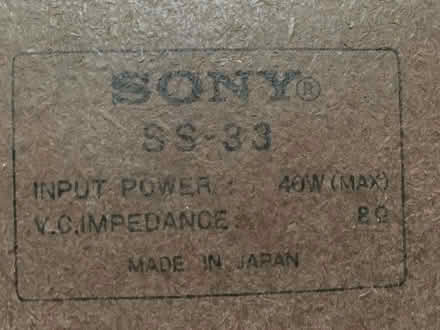 SONY®
SS-33
INPUT POWER : 40W (MAX)
V.C.IMPEDANCE : 8Ω
MADE IN JAPAN